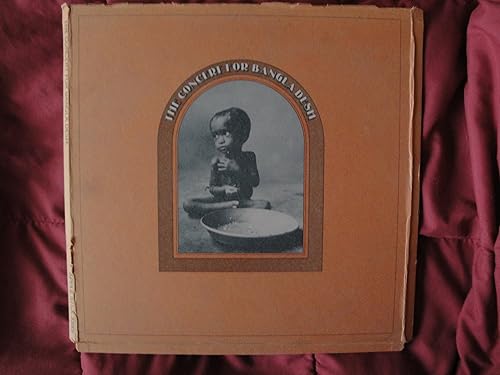 THE CONCERT FOR BANGLA DESH